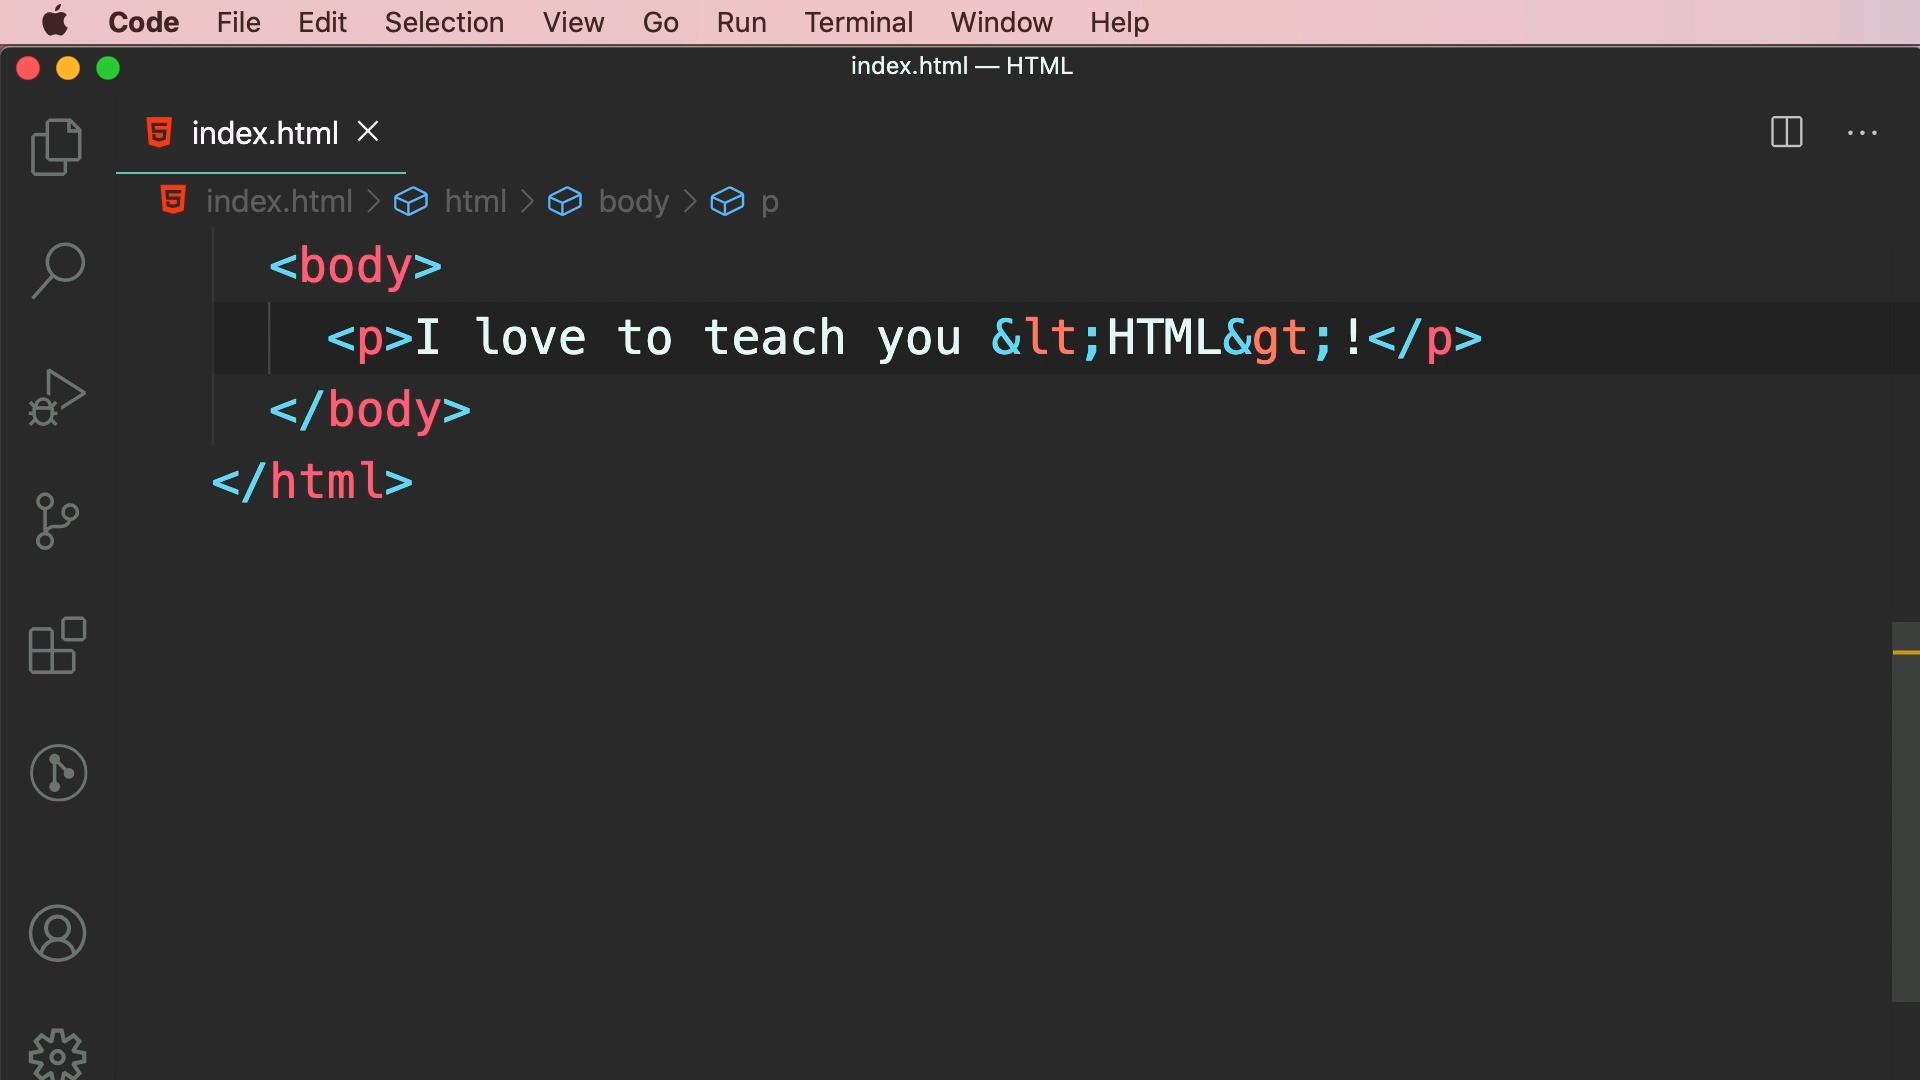 Code File Edit Selection View Go Run Terminal Window Help
index.html — HTML
index.html
index.html > html > body > p
<body>
<p>I love to teach you &lt;HTML&gt;!</p>
</body>
</html>